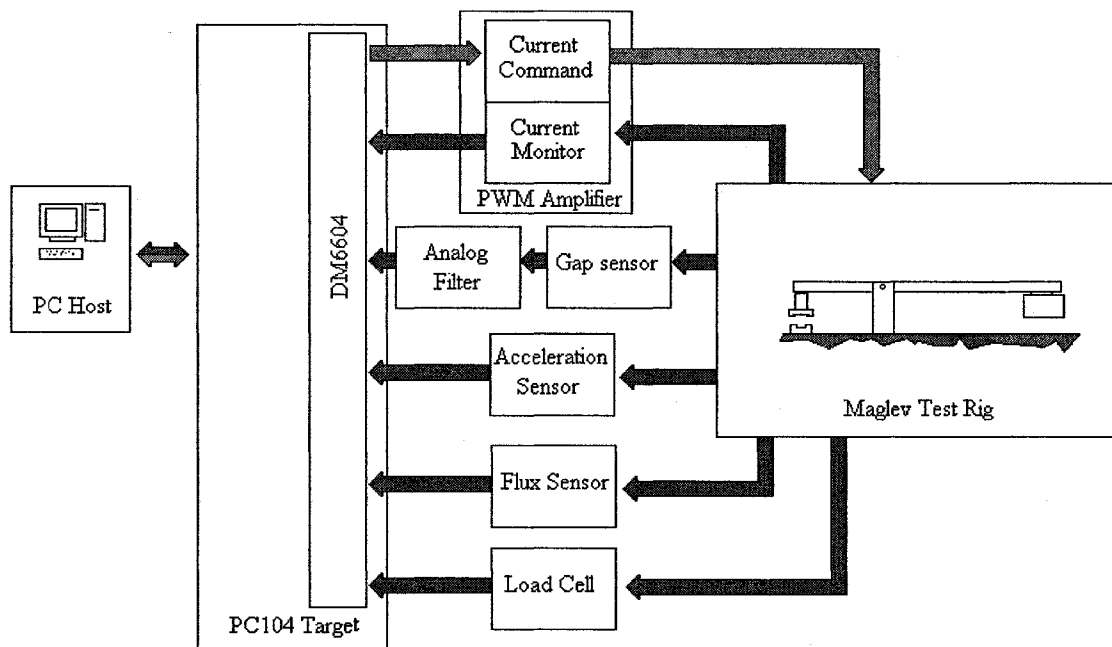 Current
Command
Current
Monitor
PWM Amplifier
PC Host
DM6604
Analog
Filter
Gap sensor
Acceleration
Sensor
Maglev Test Rig
Flux Sensor
Load Cell
PC104 Target